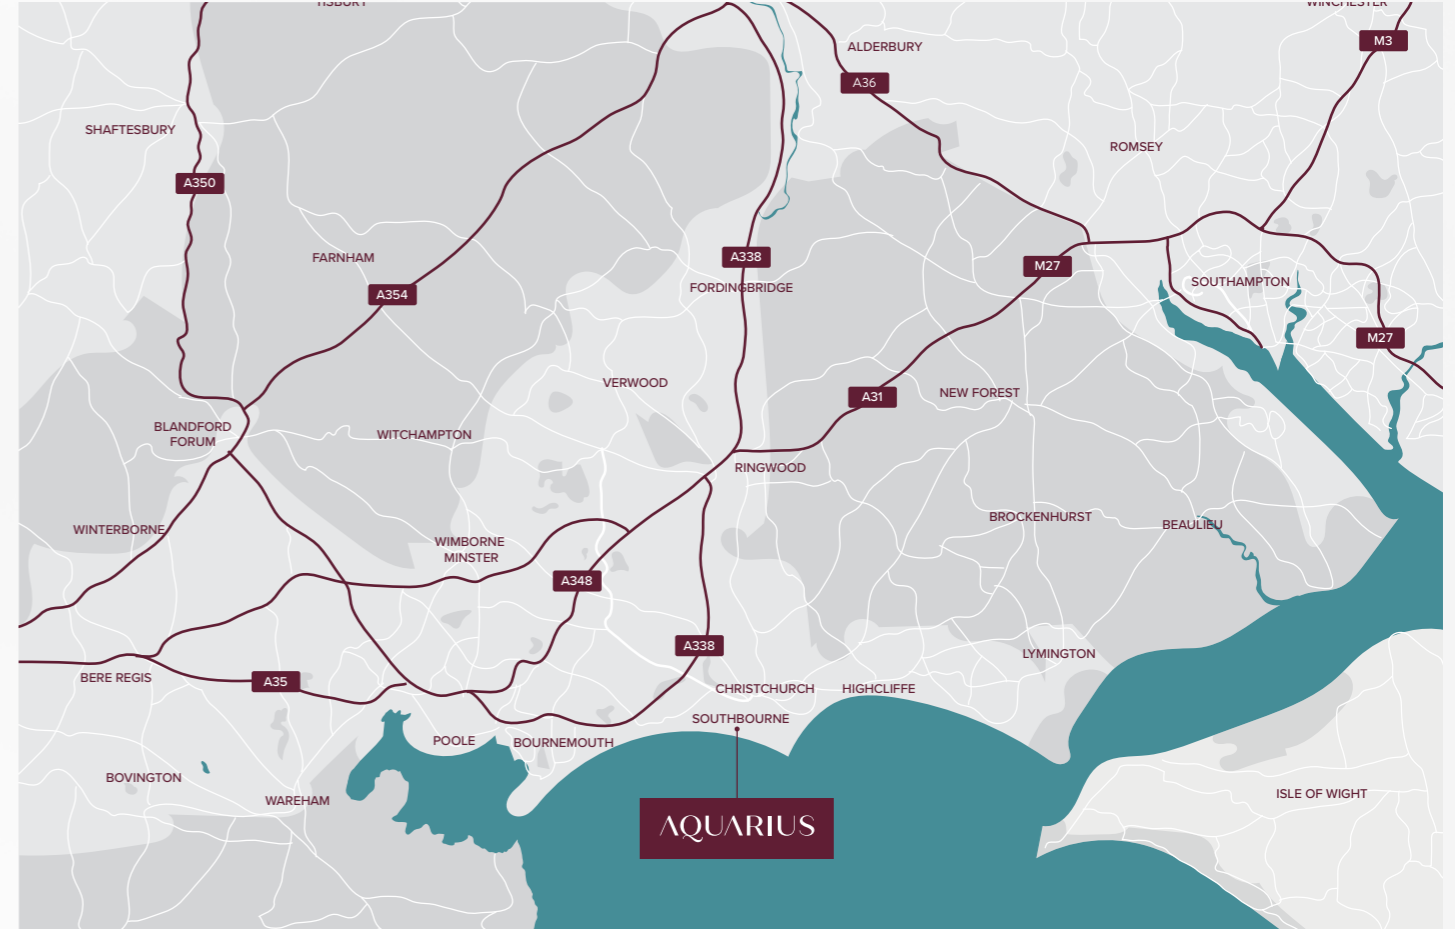 TISBURY
WINCHESTER
M3
ALDERBURY
A36
SHAFTESBURY
ROMSEY
A350
FARNHAM
A338
M27
FORDINGBRIDGE
SOUTHAMPTON
A354
M27
VERWOOD
NEW FOREST
A31
BLANDFORD
FORUM
WITCHAMPTON
RINGWOOD
BROCKENHURST
BEAULIEU
WINTERBORNE
WIMBORNE
MINSTER
A348
A338
LYMINGTON
BERE REGIS
A35
CHRISTCHURCH
HIGHCLIFFE
SOUTHBOURNE
POOLE
BOURNEMOUTH
BOVINGTON
WAREHAM
ISLE OF WIGHT
AQUARIUS